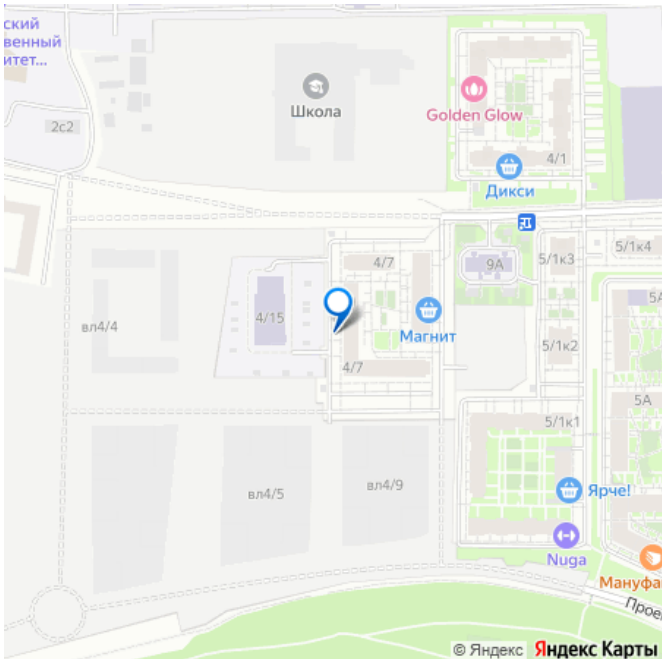 ский
венный
итет...
2с2
Школа
Golden Glow
4/1
Дикси
4/7
9А
5/1к3
5/1к4
5А
вл4/4
4/15
Магнит
4/7
5/1к2
5А
5/1к1
вл4/5
вл4/9
Ярче!
Nuga
Мануфа
Прое
© Яндекс Яндекс Карты